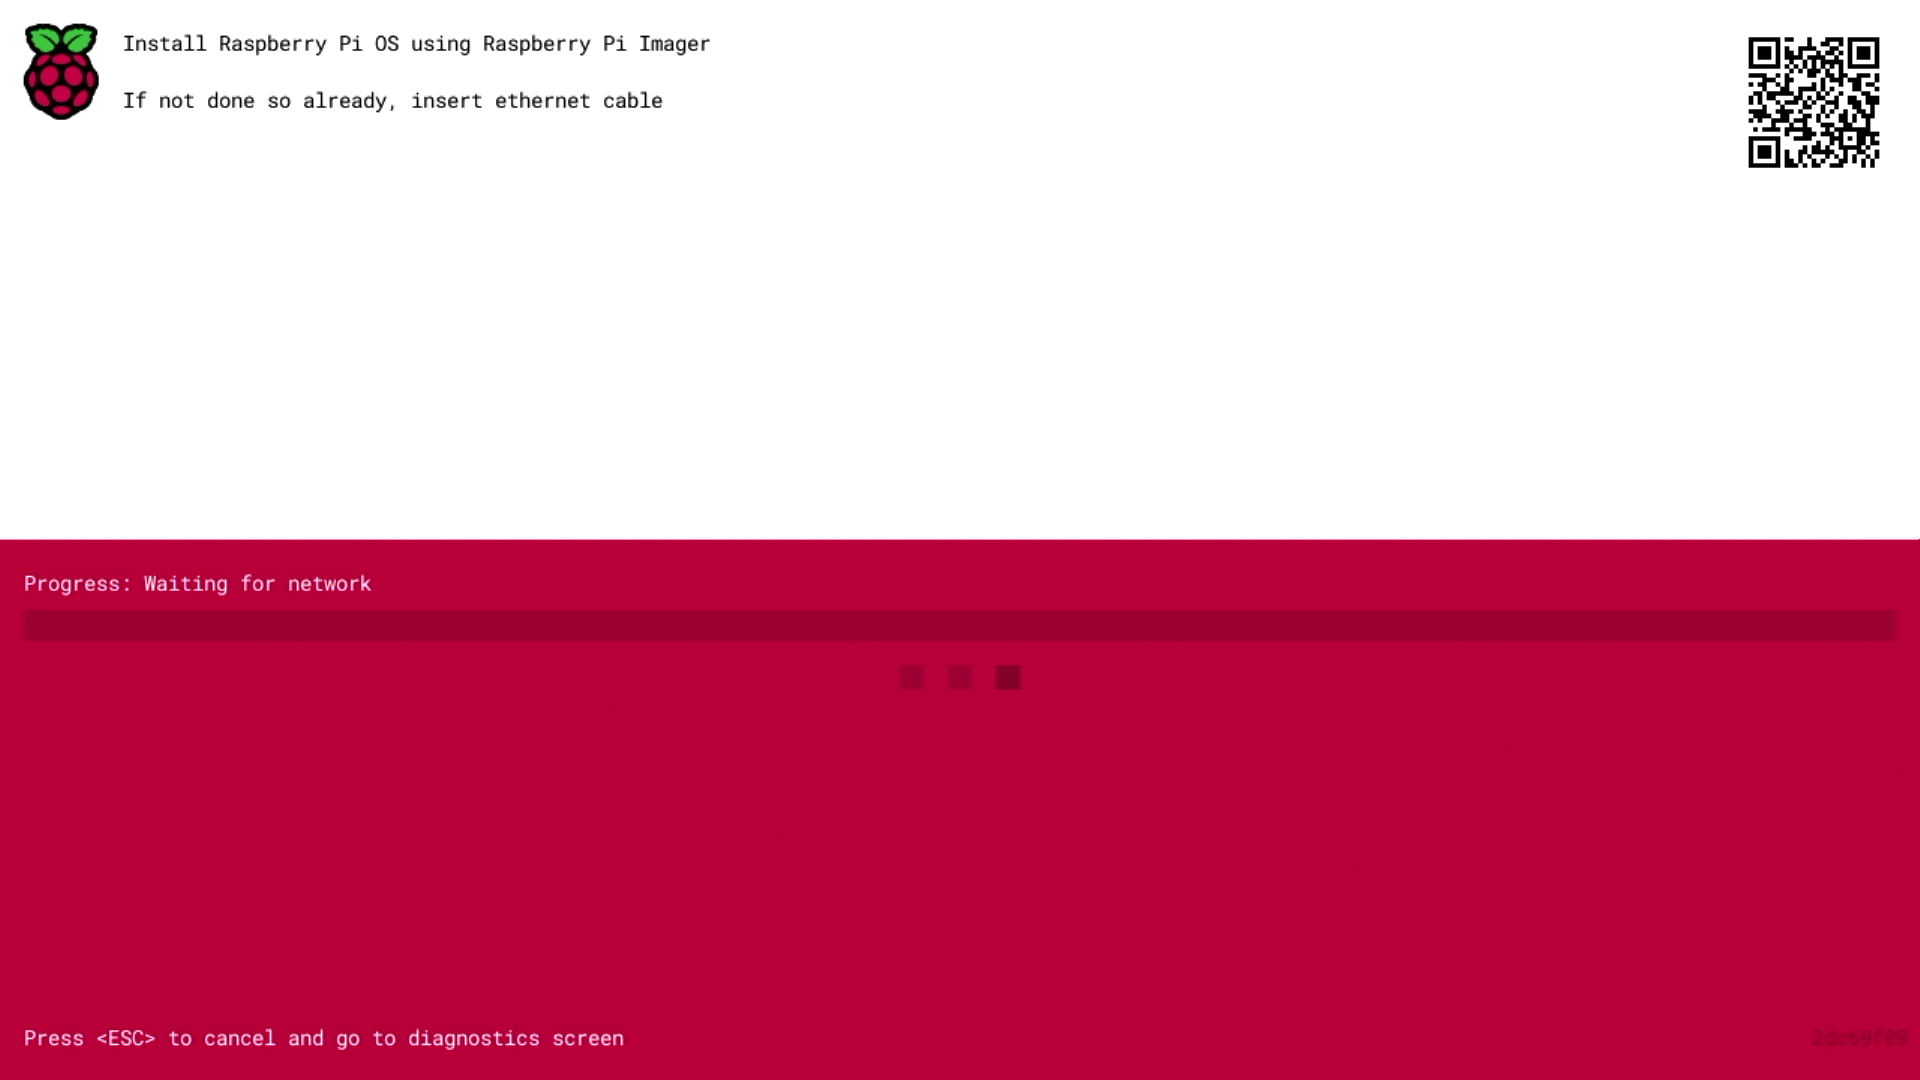 Install Raspberry Pi OS using Raspberry Pi Imager
If not done so already, insert ethernet cable
Progress: Waiting for network
Press <ESC> to cancel and go to diagnostics screen
2dc69f09